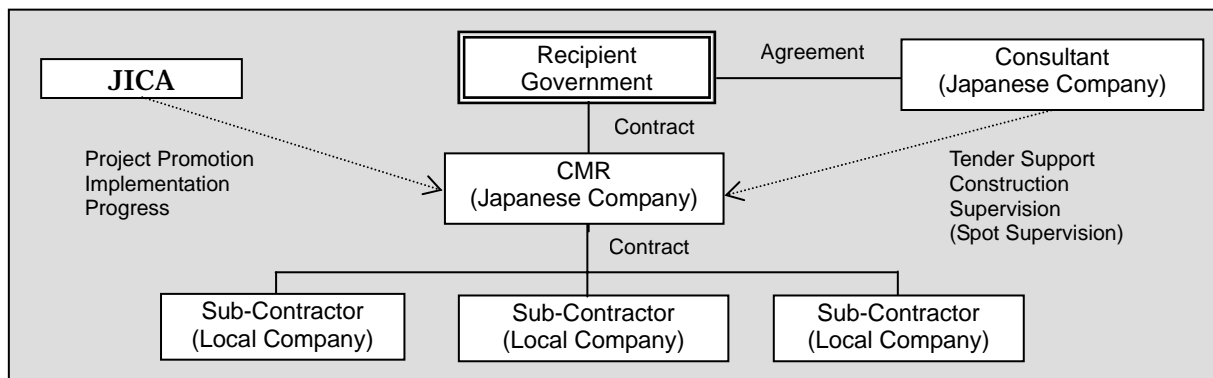 JICA
Recipient
Government
Agreement
Consultant
(Japanese Company)
Contract
Project Promotion
Implementation
Progress
CMR
(Japanese Company)
Tender Support
Construction
Supervision
(Spot Supervision)
Contract
Sub-Contractor
(Local Company)
Sub-Contractor
(Local Company)
Sub-Contractor
(Local Company)